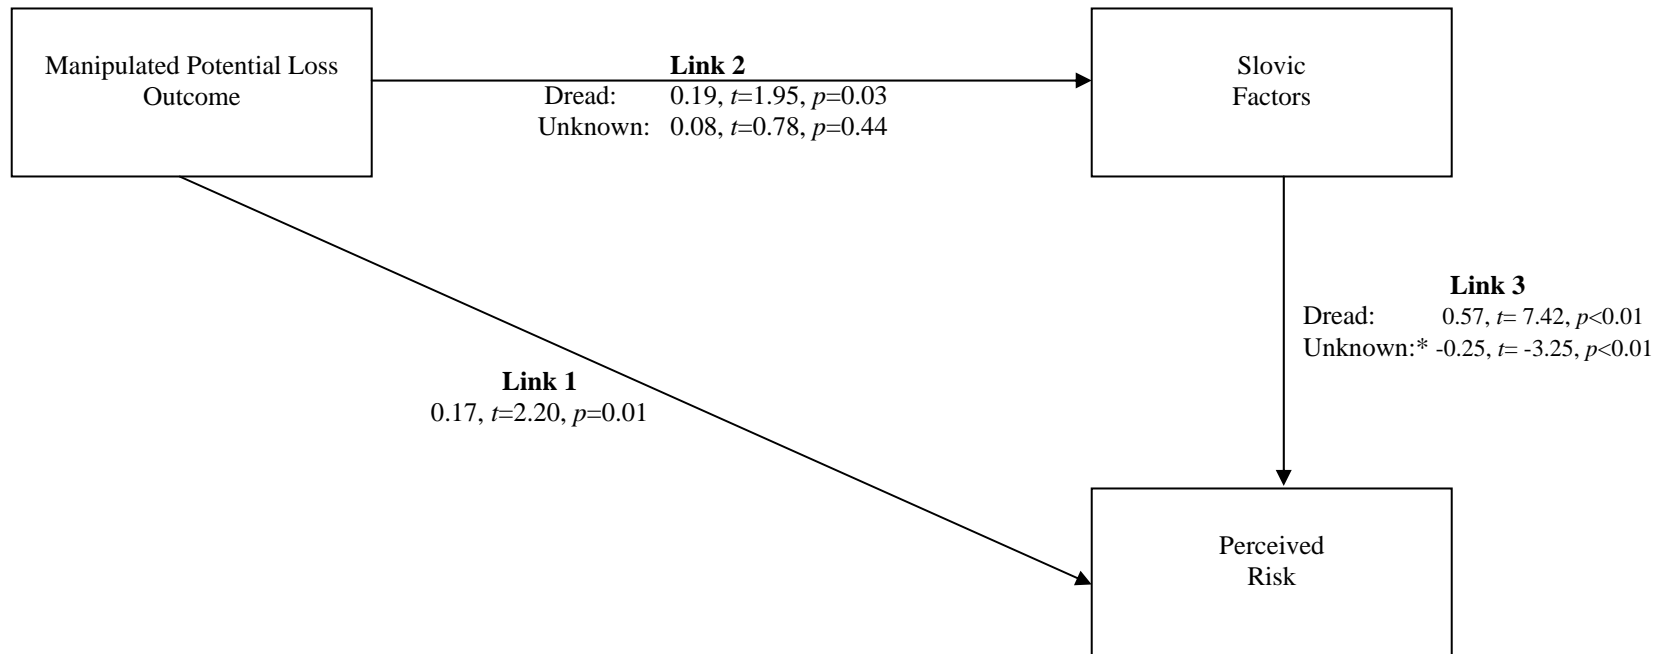 Manipulated Potential Loss
Outcome
Link 2
Dread: 0.19, t=1.95, p=0.03
Unknown: 0.08, t=0.78, p=0.44
Slovic
Factors
Link 3
Dread: 0.57, t= 7.42, p<0.01
Unknown:* -0.25, t= -3.25, p<0.01
Link 1
0.17, t=2.20, p=0.01
Perceived
Risk